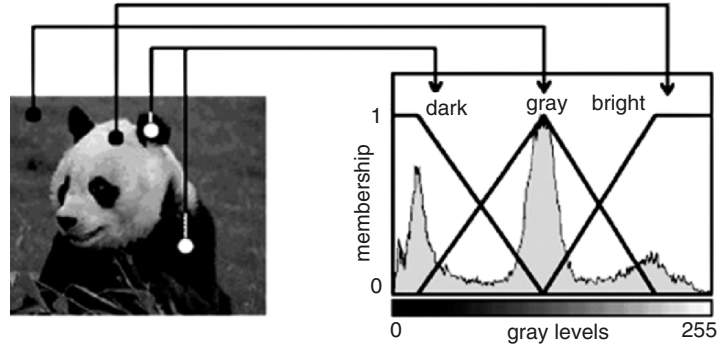 dark gray bright
1
membership
0
0 255
gray levels